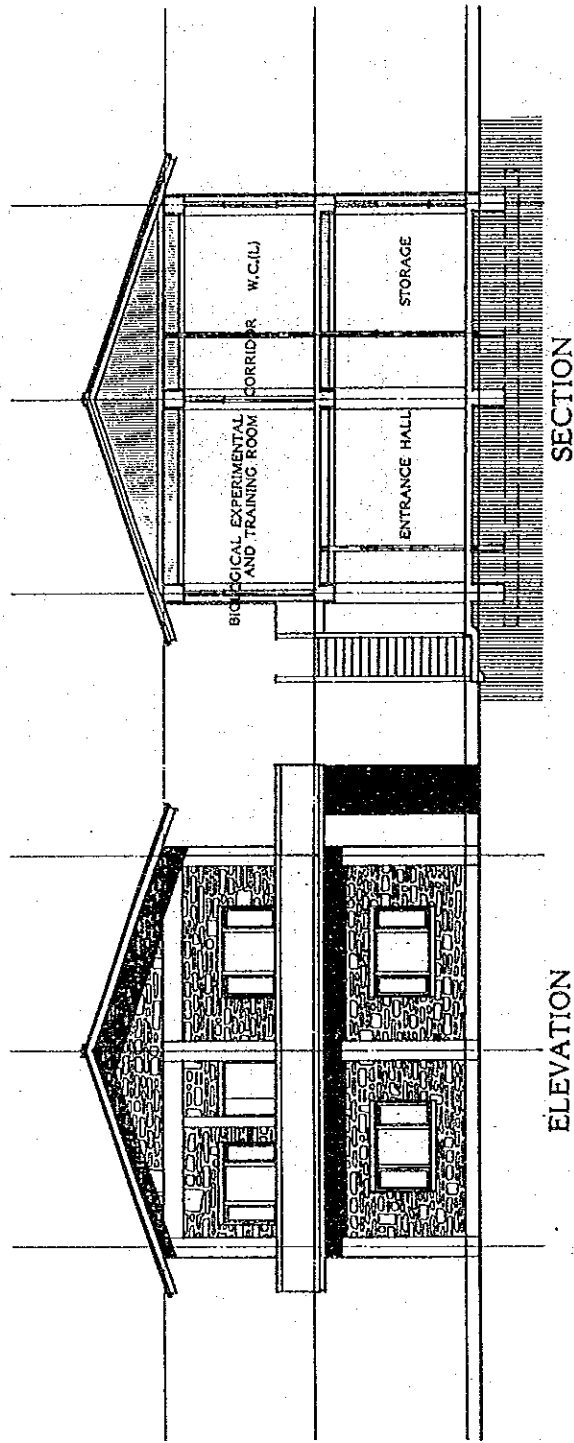 BIOLOGICAL EXPERIMENTAL
AND TRAINING ROOM
CORRIDOR
W.C.(L)
ENTRANCE HALL
STORAGE
ELEVATION
SECTION